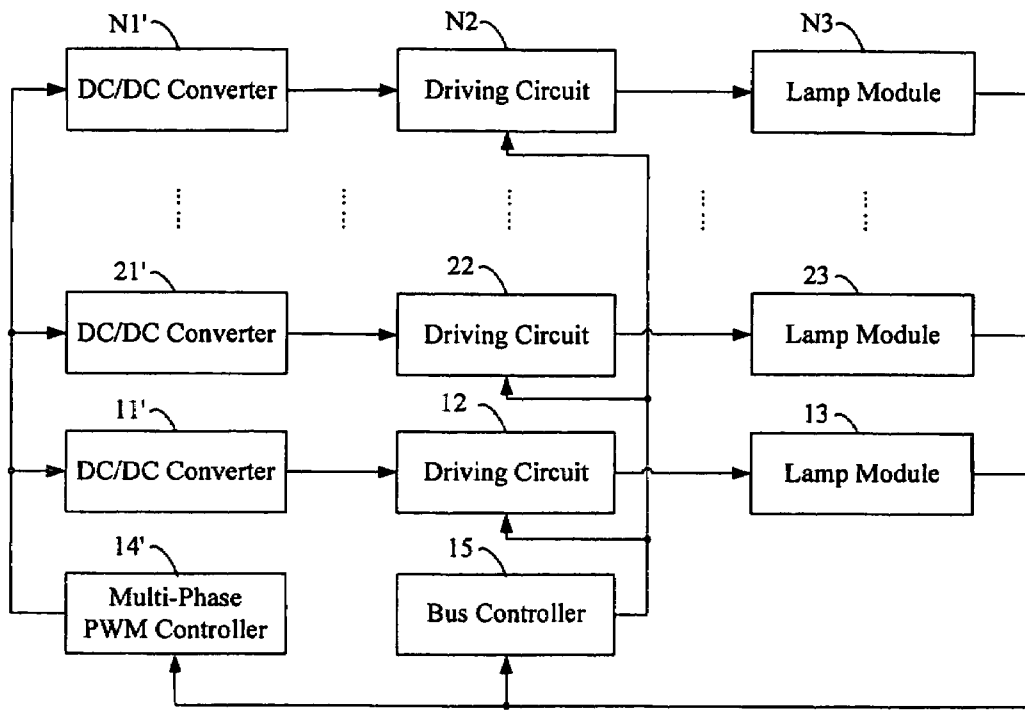 N1' N2 N3
DC/DC Converter Driving Circuit Lamp Module
21' 22 23
DC/DC Converter Driving Circuit Lamp Module
11' 12 13
DC/DC Converter Driving Circuit Lamp Module
14' 15
Multi-Phase
PWM Controller
Bus Controller